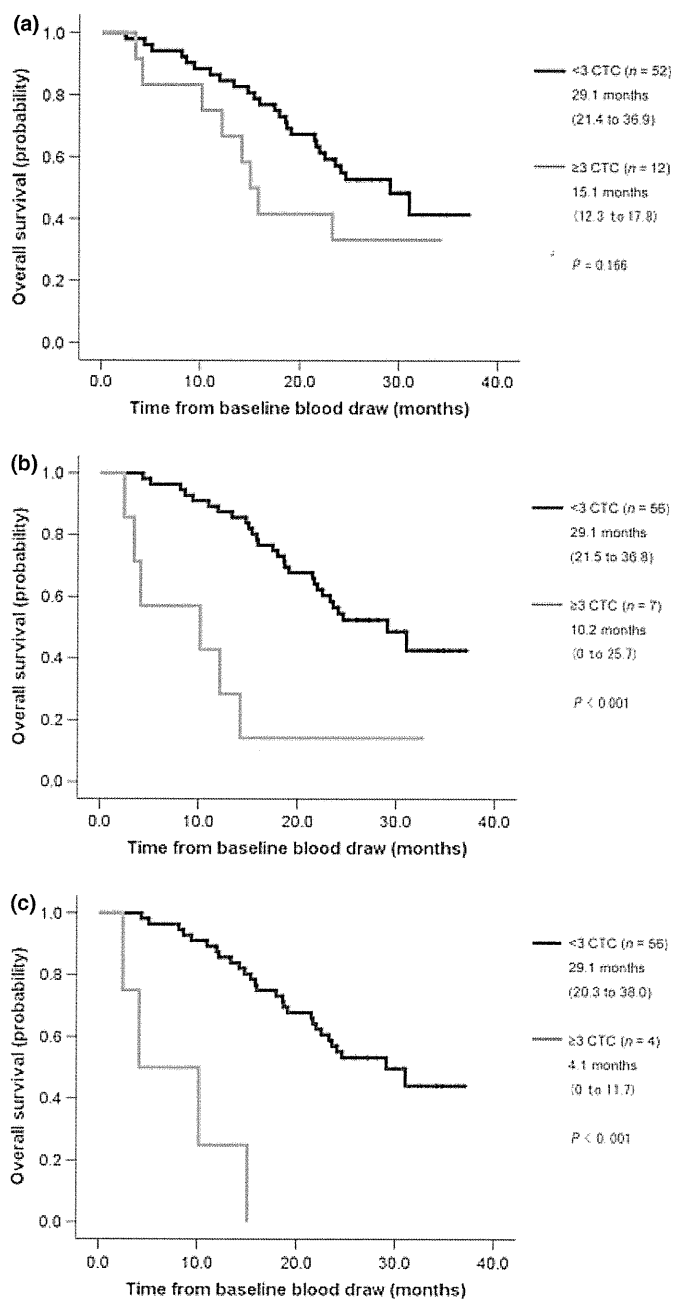 (a)
1.0
0.8
0.6
0.4
0.2
0.0
Overall survival (probability)
0.0 10.0 20.0 30.0 40.0
Time from baseline blood draw (months)
<3 CTC (n = 52)
29.1 months
(21.4 to 36.9)
≥3 CTC (n = 12)
15.1 months
(12.3 to 17.8)
P = 0.166
(b)
1.0
0.8
0.6
0.4
0.2
0.0
Overall survival (probability)
0.0 10.0 20.0 30.0 40.0
Time from baseline blood draw (months)
<3 CTC (n = 56)
29.1 months
(21.5 to 36.8)
≥3 CTC (n = 7)
10.2 months
(0 to 25.7)
P < 0.001
(c)
1.0
0.8
0.6
0.4
0.2
0.0
Overall survival (probability)
0.0 10.0 20.0 30.0 40.0
Time from baseline blood draw (months)
<3 CTC (n = 56)
29.1 months
(20.3 to 38.0)
≥3 CTC (n = 4)
4.1 months
(0 to 11.7)
P < 0.001